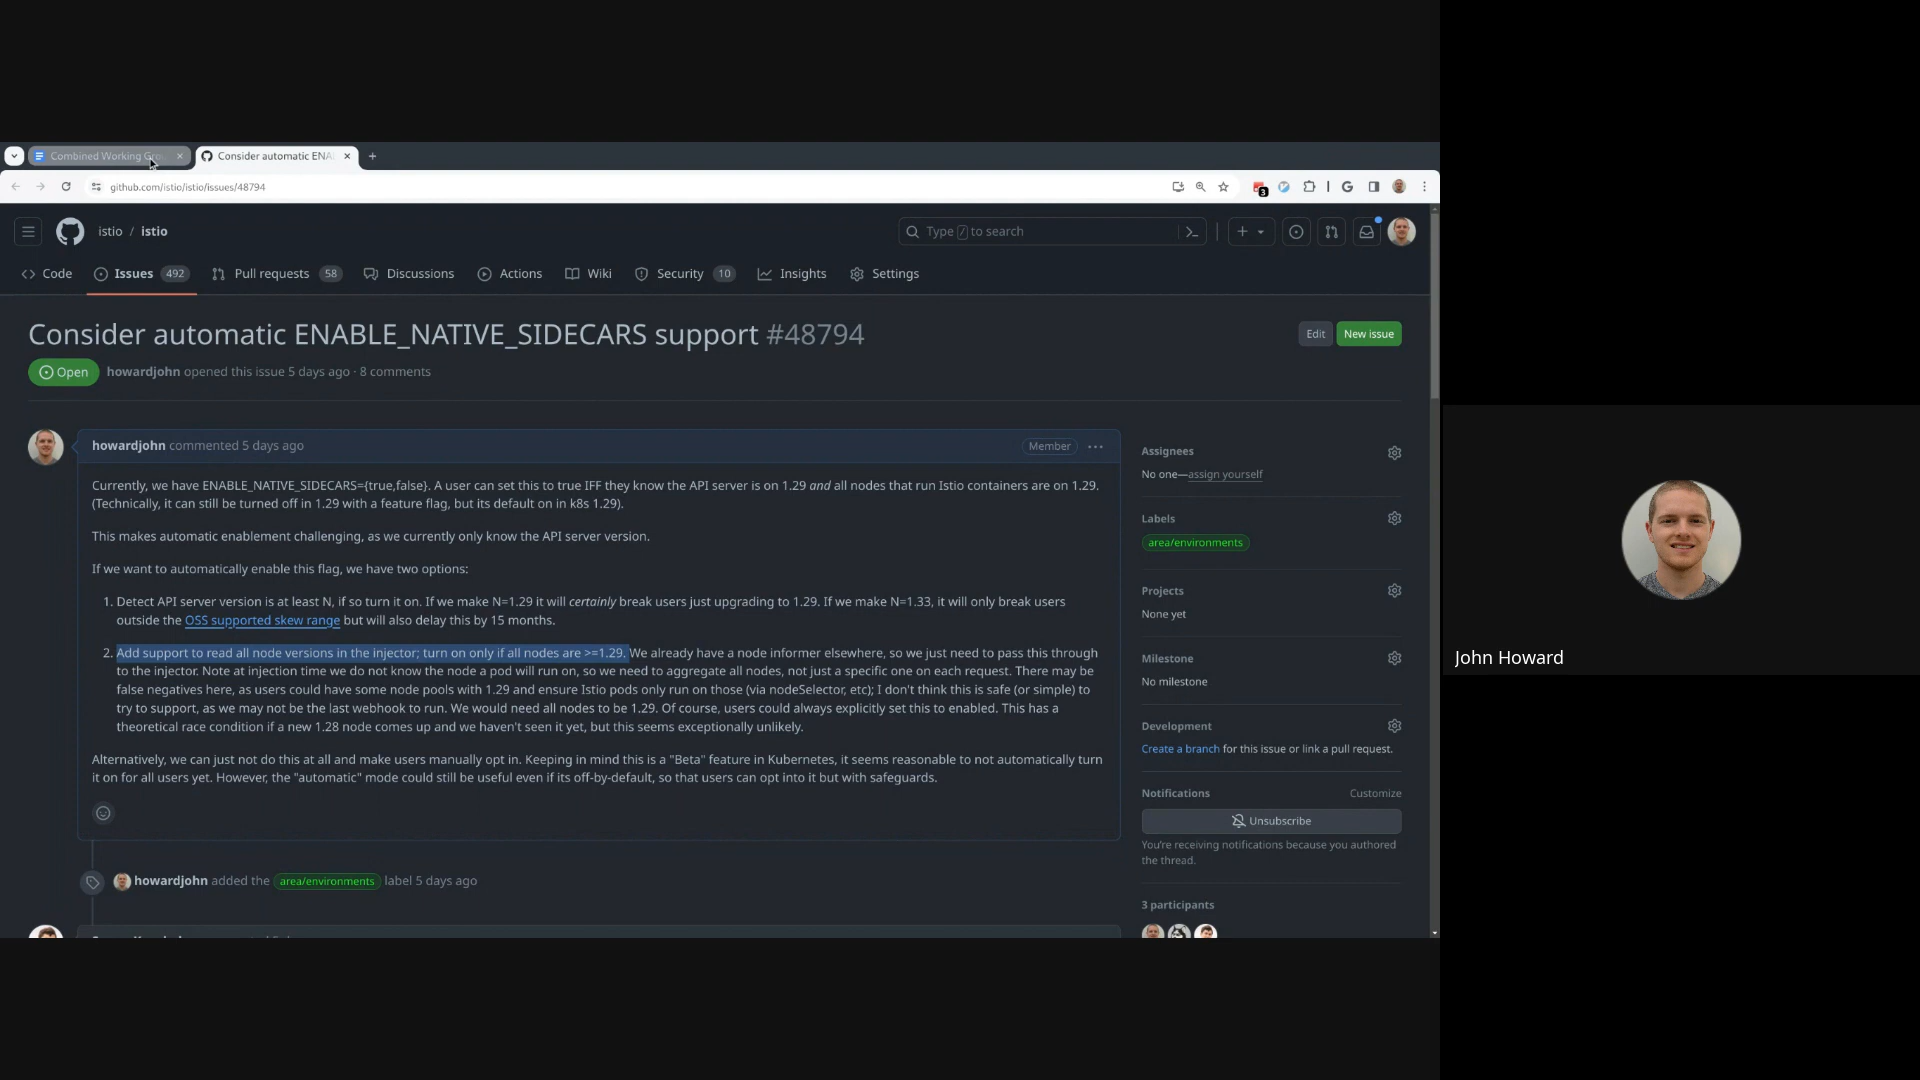 Combined Working Gro
Consider automatic ENA
github.com/istio/istio/issues/48794
3
istio / istio
Type / to search
Code
Issues 492
Pull requests 58
Discussions
Actions
Wiki
Security 10
Insights
Settings
Consider automatic ENABLE_NATIVE_SIDECARS support #48794
Edit
New issue
Open
howardjohn opened this issue 5 days ago · 8 comments
howardjohn commented 5 days ago
Member
Currently, we have ENABLE_NATIVE_SIDECARS={true,false}. A user can set this to true IFF they know the API server is on 1.29 and all nodes that run Istio containers are on 1.29.
(Technically, it can still be turned off in 1.29 with a feature flag, but its default on in k8s 1.29).
This makes automatic enablement challenging, as we currently only know the API server version.
If we want to automatically enable this flag, we have two options:
1. Detect API server version is at least N, if so turn it on. If we make N=1.29 it will certainly break users just upgrading to 1.29. If we make N=1.33, it will only break users
outside the OSS supported skew range but will also delay this by 15 months.
2. Add support to read all node versions in the injector; turn on only if all nodes are >=1.29. We already have a node informer elsewhere, so we just need to pass this through
to the injector. Note at injection time we do not know the node a pod will run on, so we need to aggregate all nodes, not just a specific one on each request. There may be
false negatives here, as users could have some node pools with 1.29 and ensure Istio pods only run on those (via nodeSelector, etc); I don't think this is safe (or simple) to
try to support, as we may not be the last webhook to run. We would need all nodes to be 1.29. Of course, users could always explicitly set this to enabled. This has a
theoretical race condition if a new 1.28 node comes up and we haven't seen it yet, but this seems exceptionally unlikely.
Alternatively, we can just not do this at all and make users manually opt in. Keeping in mind this is a "Beta" feature in Kubernetes, it seems reasonable to not automatically turn
it on for all users yet. However, the "automatic" mode could still be useful even if its off-by-default, so that users can opt into it but with safeguards.
howardjohn added the area/environments label 5 days ago
Assignees
No one—assign yourself
Labels
area/environments
Projects
None yet
Milestone
No milestone
Development
Create a branch for this issue or link a pull request.
Notifications
Customize
Unsubscribe
You're receiving notifications because you authored
the thread.
3 participants
John Howard